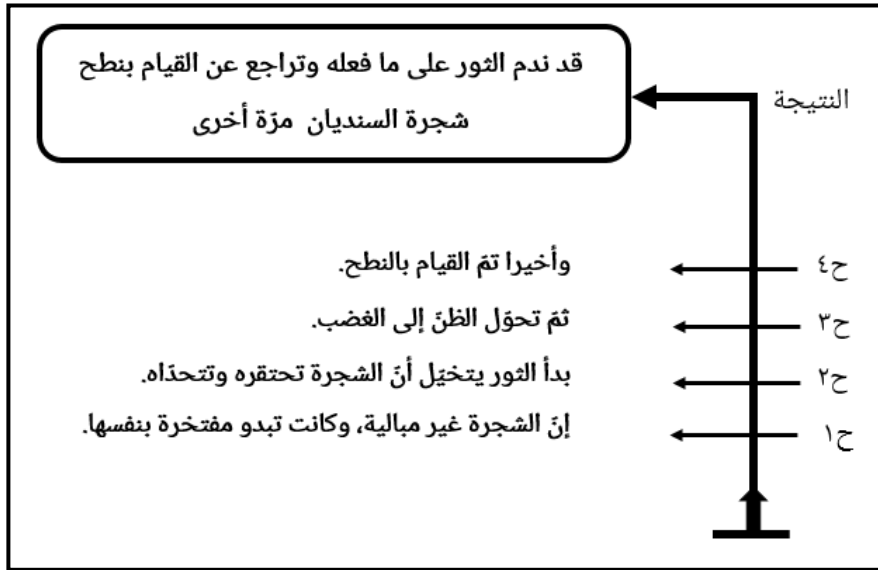 قد ندم الثور على ما فعله وتراجع عن القيام بنطح
شجرة السنديان مرّة أخرى
النتيجة
ح٤
وأخيرا تمّ القيام بالنطح.
ح٣
ثمّ تحوّل الظنّ إلى الغضب.
ح٢
بدأ الثور يتخيّل أنّ الشجرة تحتقره وتتحدّاه.
ح١
إنّ الشجرة غير مبالية، وكانت تبدو مفتخرة بنفسها.